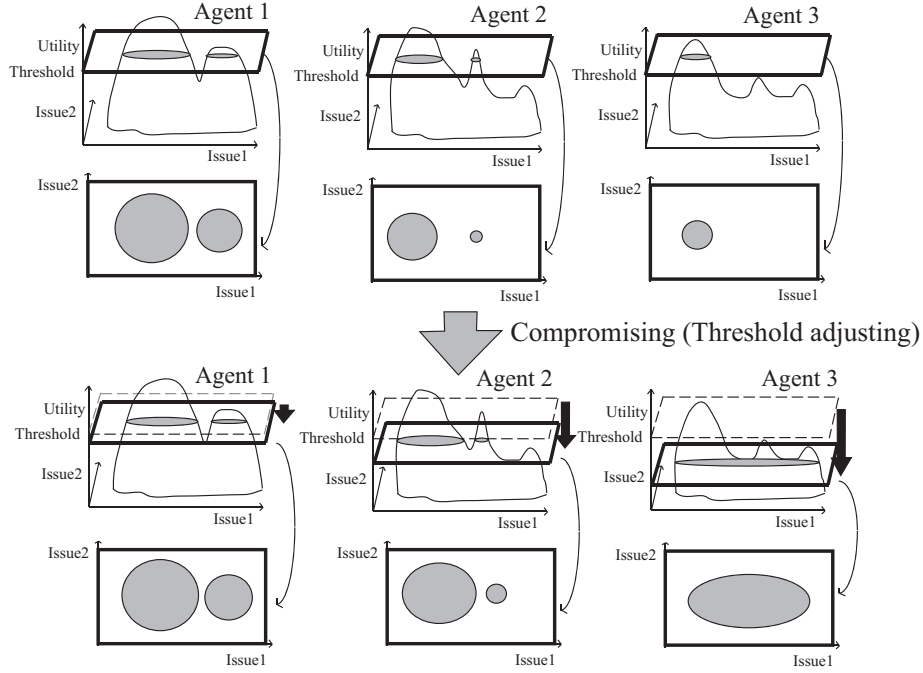 Agent 1
Agent 2
Agent 3
Utility
Threshold
Issue2
Issue1
Utility
Threshold
Issue2
Issue1
Utility
Threshold
Issue2
Issue1
Issue2
Issue1
Issue2
Issue1
Issue2
Issue1
Compromising (Threshold adjusting)
Agent 1
Agent 2
Agent 3
Utility
Threshold
Issue2
Issue1
Utility
Threshold
Issue2
Issue1
Utility
Threshold
Issue2
Issue1
Issue2
Issue1
Issue2
Issue1
Issue2
Issue1